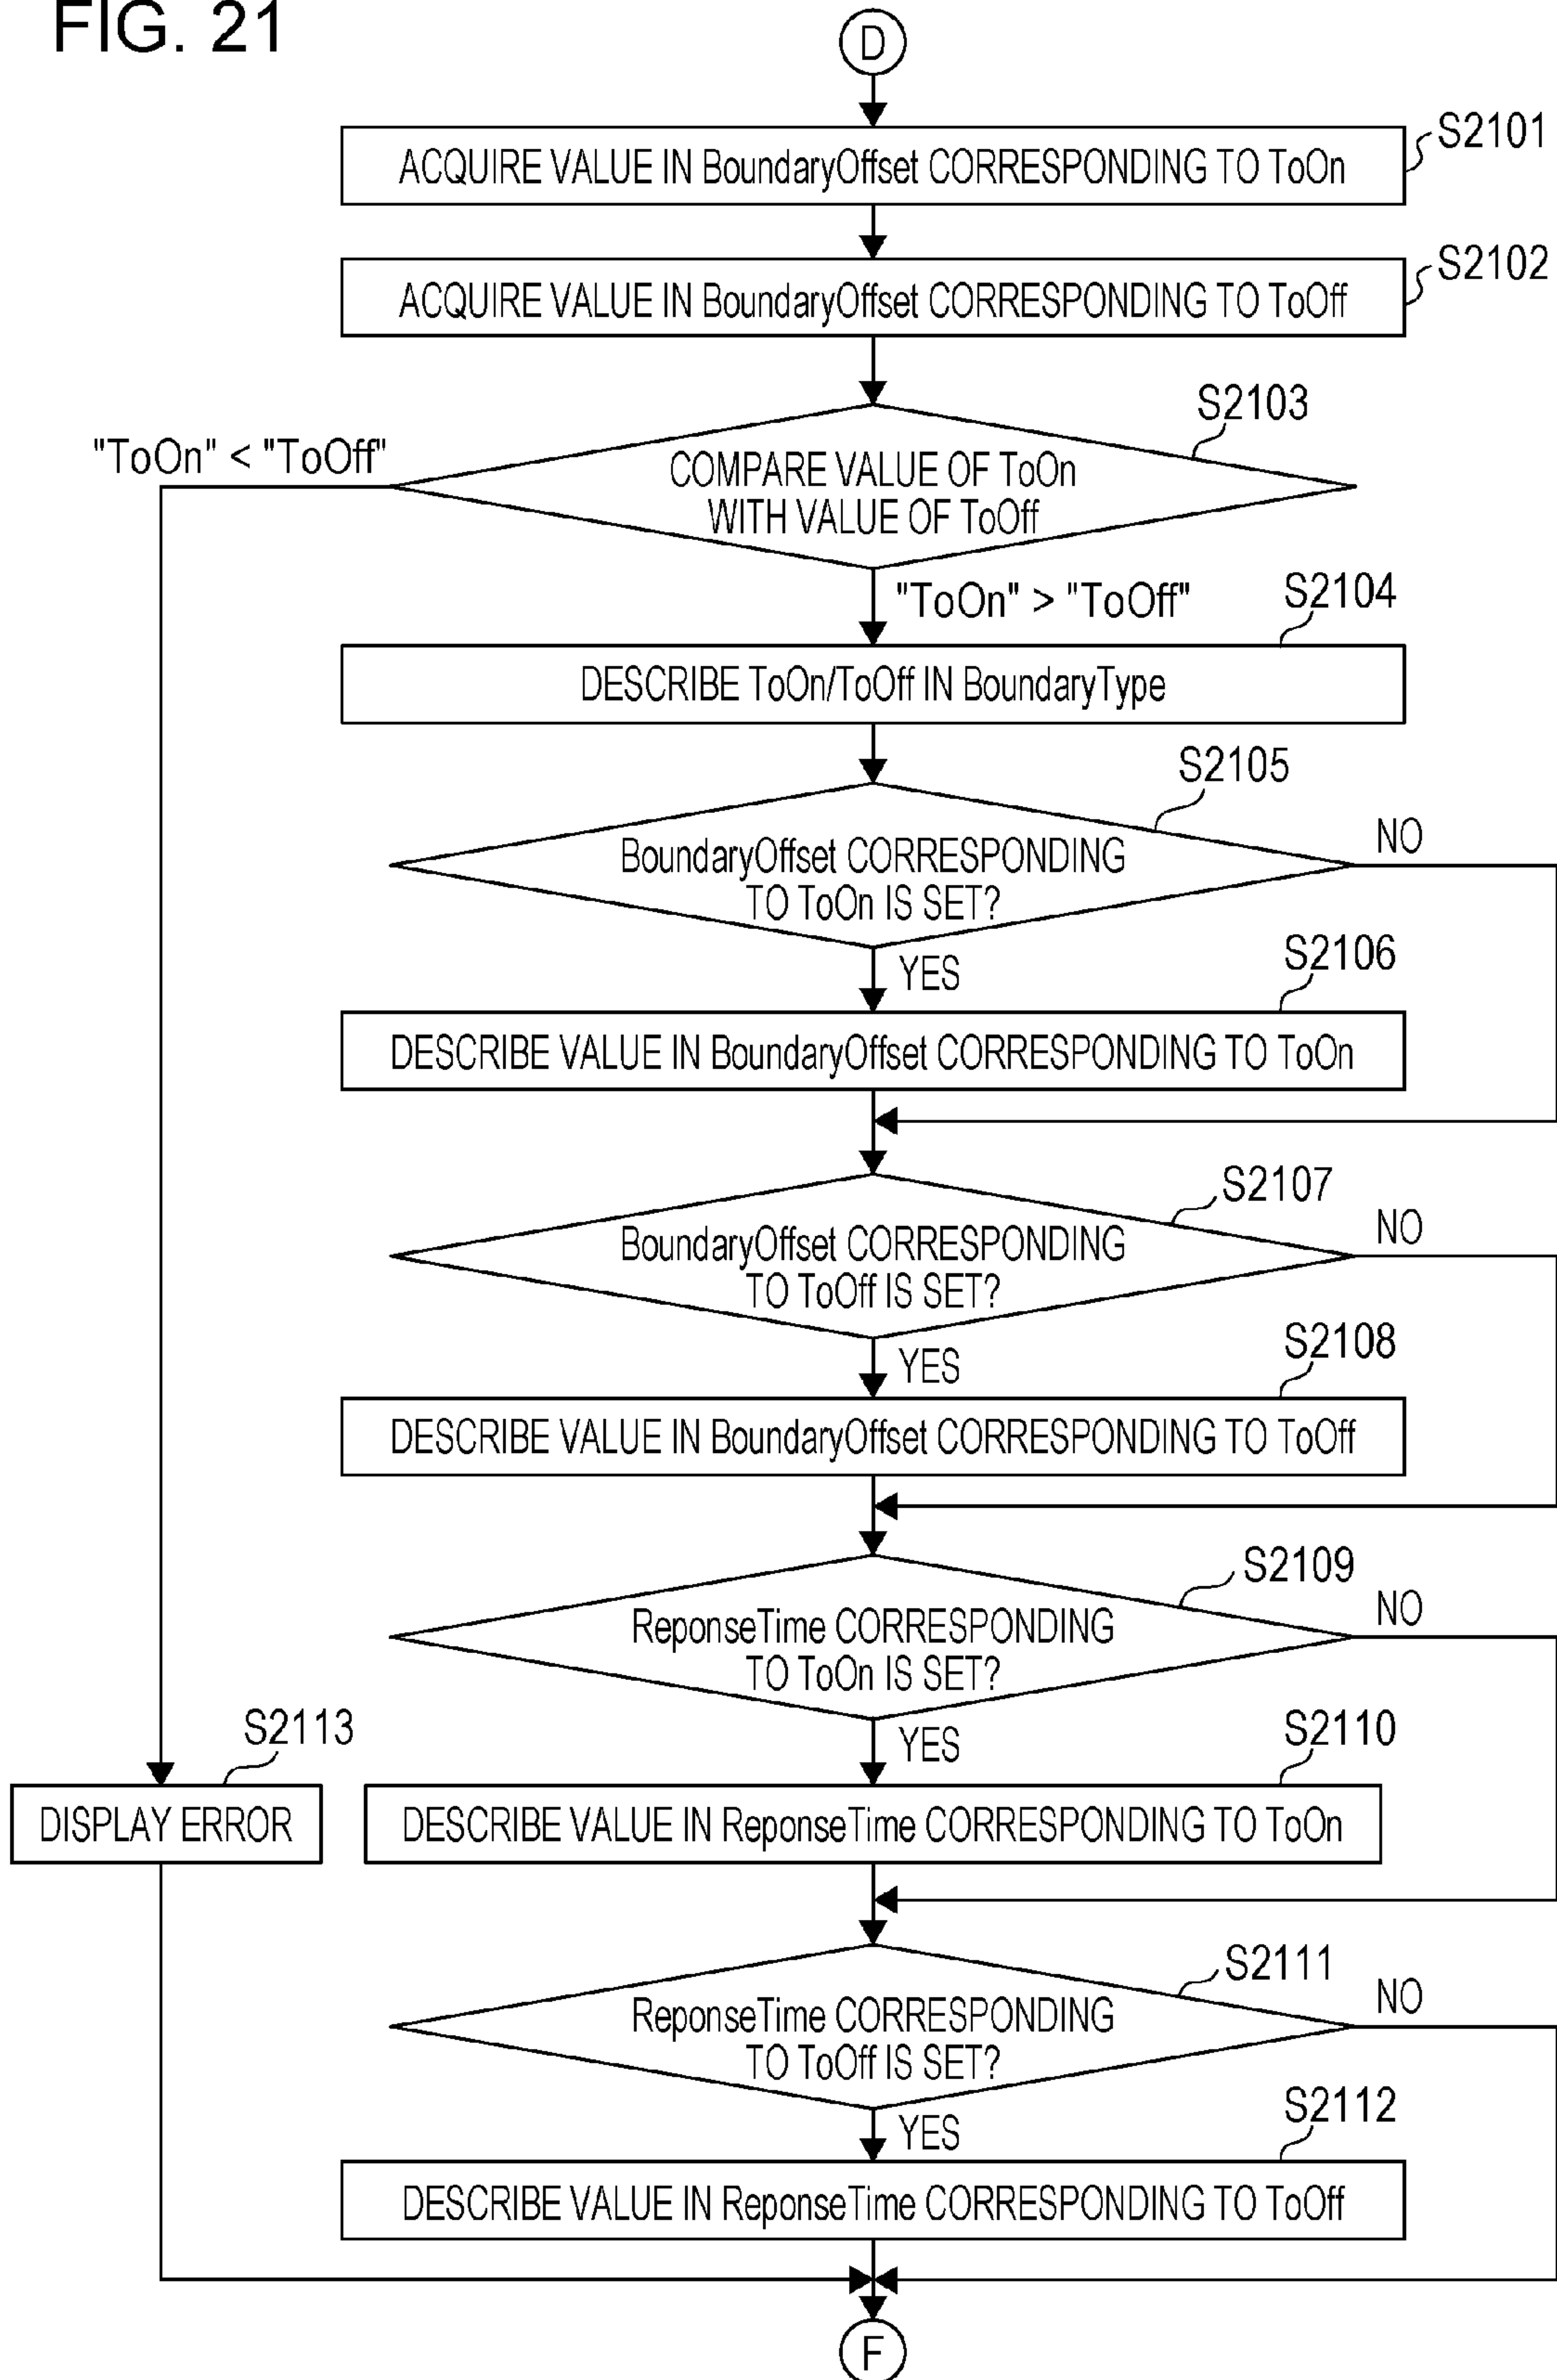 FIG. 21
D
S2101
ACQUIRE VALUE IN BoundaryOffset CORRESPONDING TO ToOn
S2102
ACQUIRE VALUE IN BoundaryOffset CORRESPONDING TO ToOff
S2103
"ToOn" < "ToOff"
COMPARE VALUE OF ToOn
WITH VALUE OF ToOff
"ToOn" > "ToOff"
S2104
DESCRIBE ToOn/ToOff IN BoundaryType
S2105
NO
BoundaryOffset CORRESPONDING
TO ToOn IS SET?
S2106
YES
DESCRIBE VALUE IN BoundaryOffset CORRESPONDING TO ToOn
S2107
NO
BoundaryOffset CORRESPONDING
TO ToOff IS SET?
S2108
YES
DESCRIBE VALUE IN BoundaryOffset CORRESPONDING TO ToOff
S2109
NO
ReponseTime CORRESPONDING
TO ToOn IS SET?
S2113
S2110
YES
DISPLAY ERROR
DESCRIBE VALUE IN ReponseTime CORRESPONDING TO ToOn
S2111
NO
ReponseTime CORRESPONDING
TO ToOff IS SET?
S2112
YES
DESCRIBE VALUE IN ReponseTime CORRESPONDING TO ToOff
F